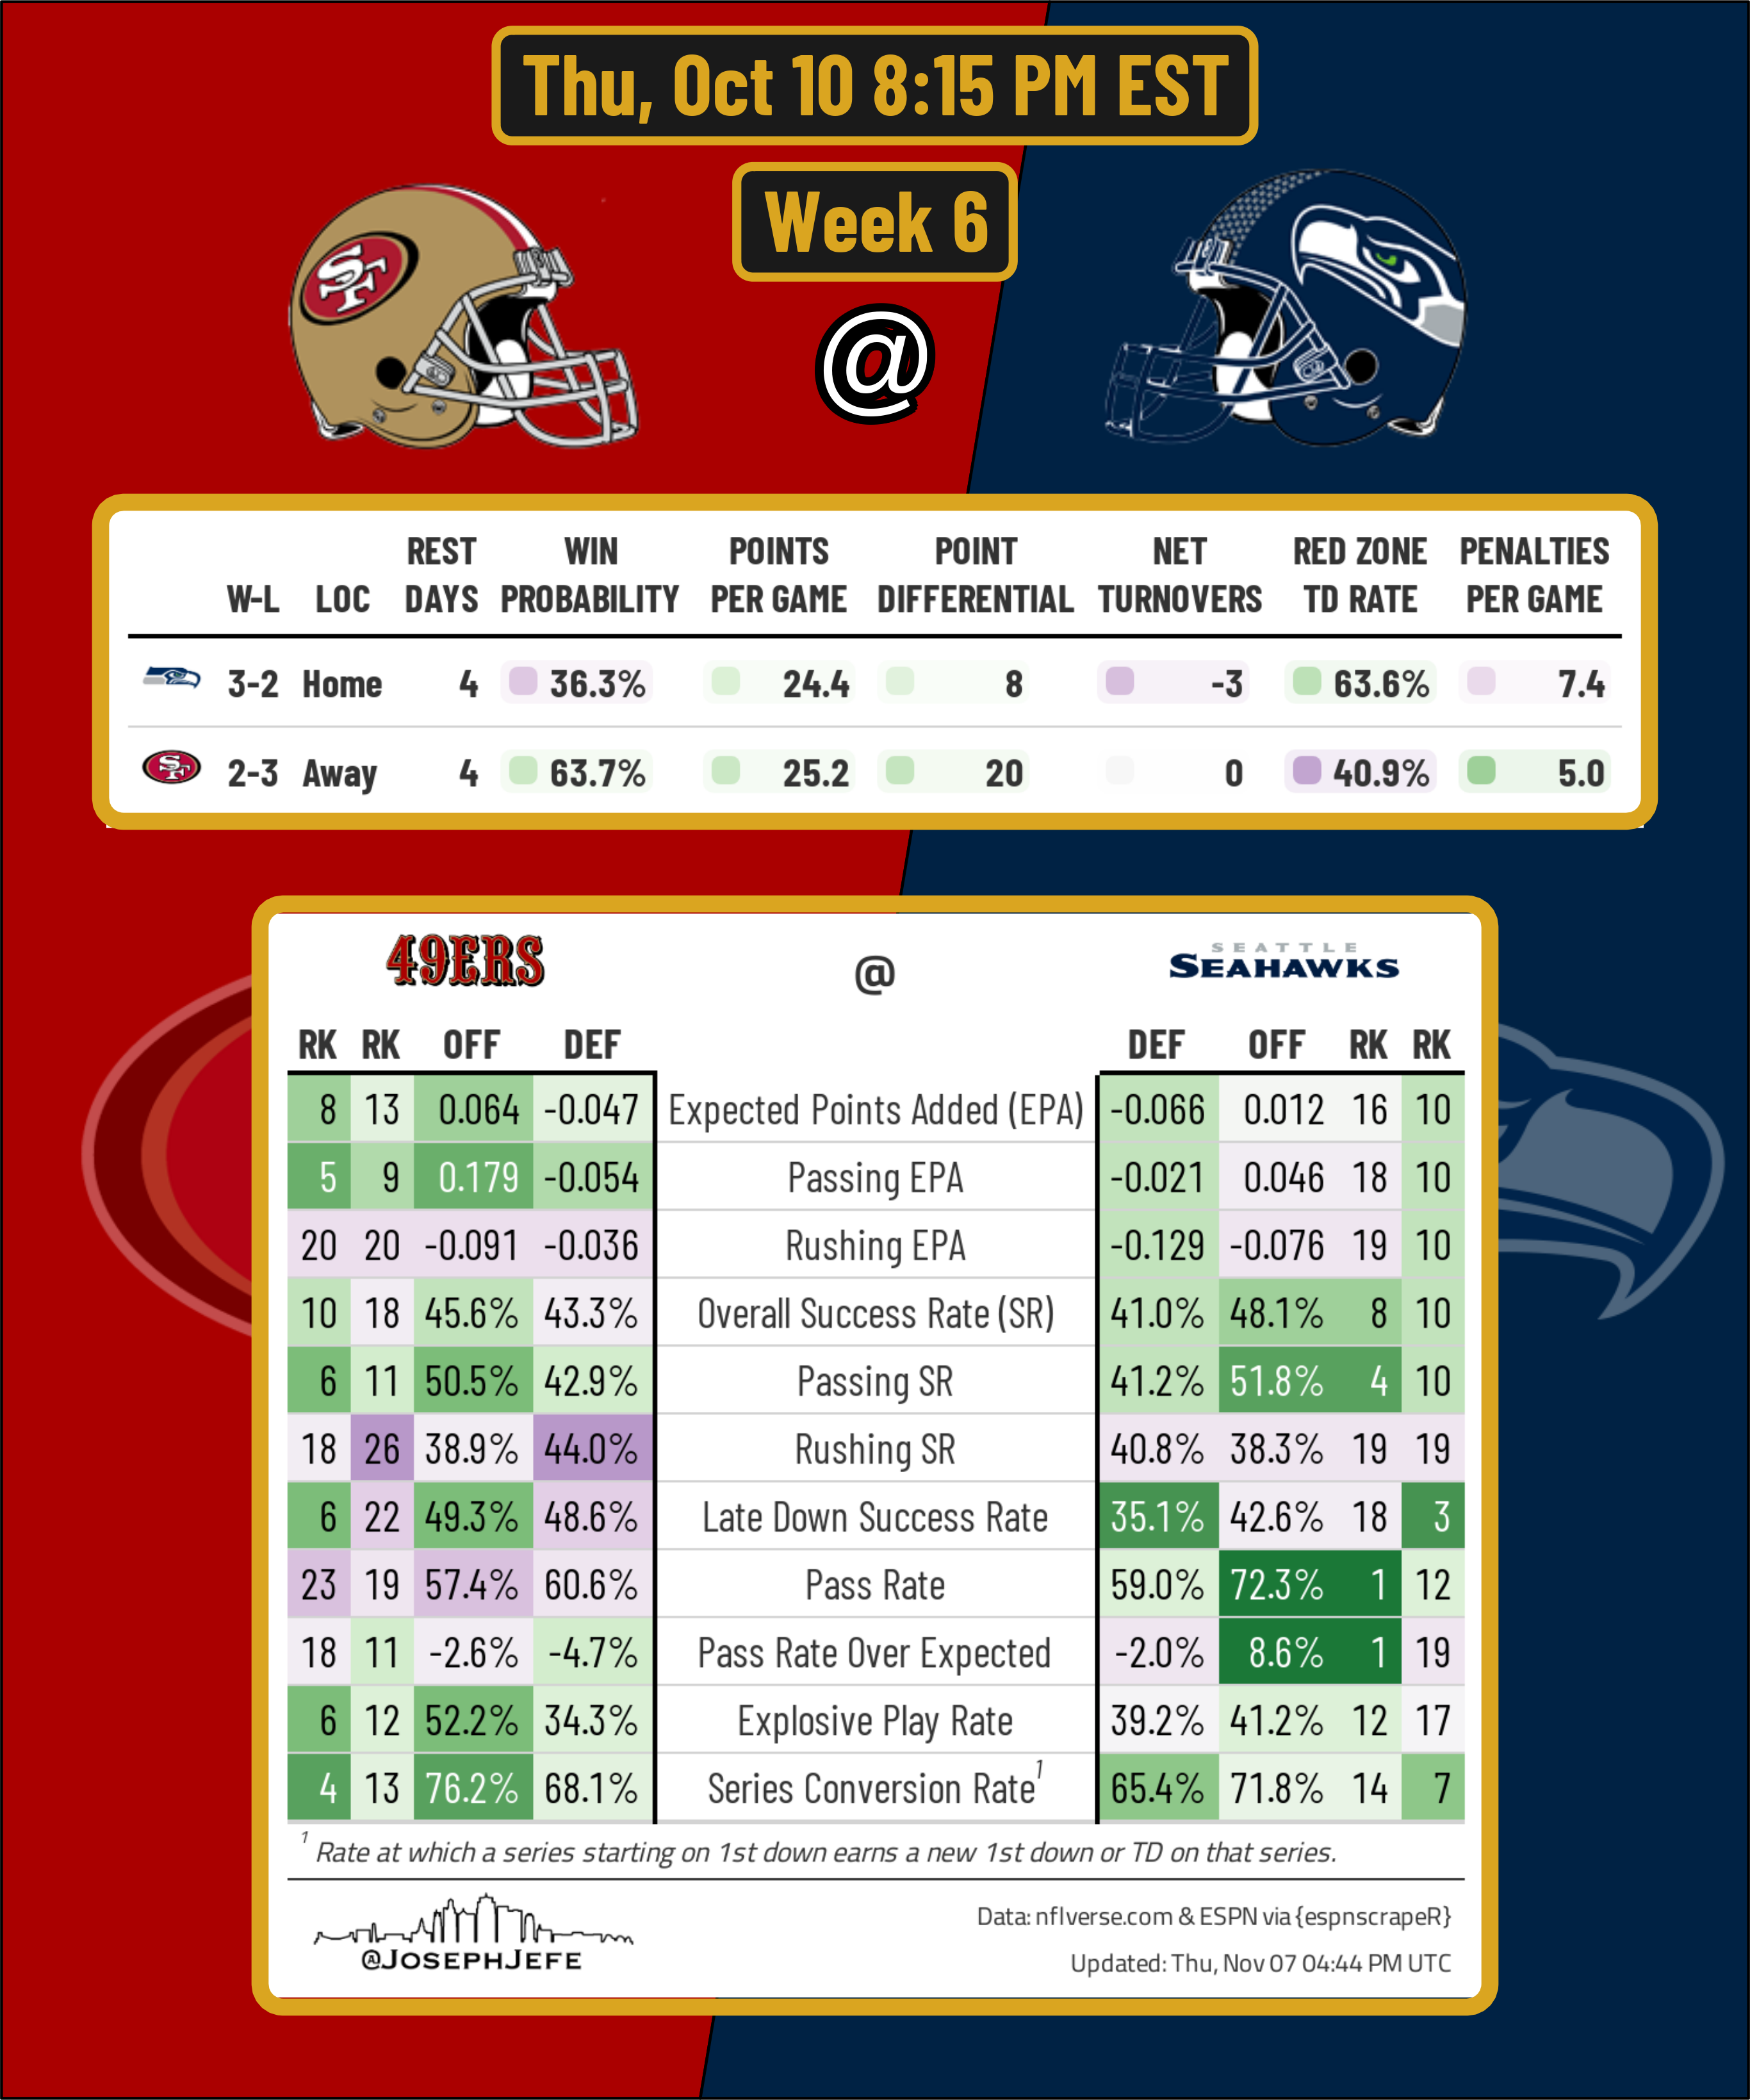 Thu, Oct 10 8:15 PM EST
Week 6
SF
@
REST WIN POINTS POINT NET RED ZONE PENALTIES
W-L LOC DAYS PROBABILITY PER GAME DIFFERENTIAL TURNOVERS TD RATE PER GAME
3-2 Home 4 36.3% 24.4 8 -3 63.6% 7.4
SF 2-3 Away 4 63.7% 25.2 20 0 40.9% 5.0
49ERS @ SEATTLE SEAHAWKS
RK RK OFF DEF DEF OFF RK RK
8 13 0.064 -0.047 Expected Points Added (EPA) -0.066 0.012 16 10
5 9 0.179 -0.054 Passing EPA -0.021 0.046 18 10
20 20 -0.091 -0.036 Rushing EPA -0.129 -0.076 19 10
10 18 45.6% 43.3% Overall Success Rate (SR) 41.0% 48.1% 8 10
6 11 50.5% 42.9% Passing SR 41.2% 51.8% 4 10
18 26 38.9% 44.0% Rushing SR 40.8% 38.3% 19 19
6 22 49.3% 48.6% Late Down Success Rate 35.1% 42.6% 18 3
23 19 57.4% 60.6% Pass Rate 59.0% 72.3% 1 12
18 11 -2.6% -4.7% Pass Rate Over Expected -2.0% 8.6% 1 19
6 12 52.2% 34.3% Explosive Play Rate 39.2% 41.2% 12 17
4 13 76.2% 68.1% Series Conversion Rate¹ 65.4% 71.8% 14 7
¹ Rate at which a series starting on 1st down earns a new 1st down or TD on that series.
@JOSEPHJEFE
Data: nflverse.com & ESPN via {espnscrapeR}
Updated: Thu, Nov 07 04:44 PM UTC